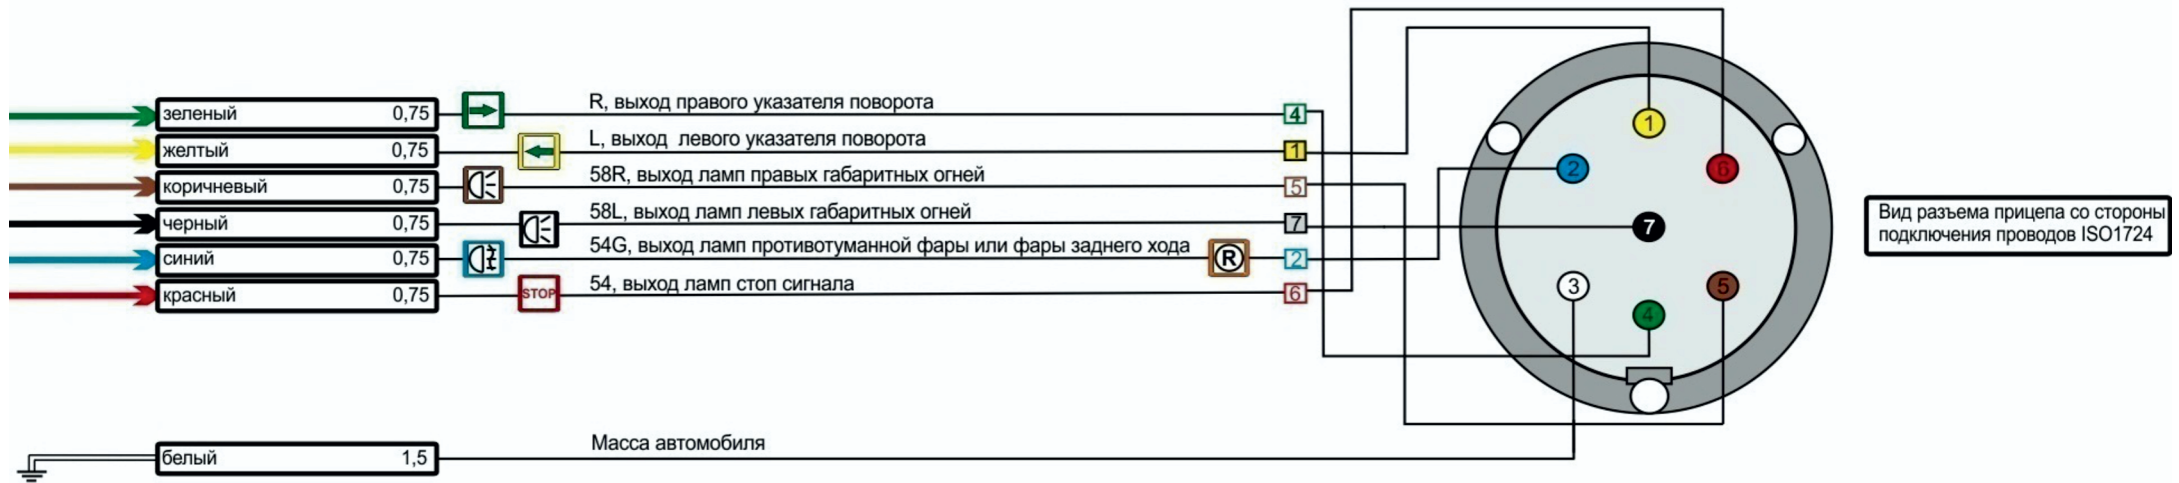 зеленый 0,75
R, выход правого указателя поворота
4
желтый 0,75
L, выход левого указателя поворота
1
коричневый 0,75
58R, выход ламп правых габаритных огней
5
черный 0,75
58L, выход ламп левых габаритных огней
7
синий 0,75
54G, выход ламп противотуманной фары или фары заднего хода
R
2
красный 0,75
STOP
54, выход ламп стоп сигнала
6
белый 1,5
Масса автомобиля
1
2
6
7
3
5
4
Вид разъема прицепа со стороны
подключения проводов ISO1724